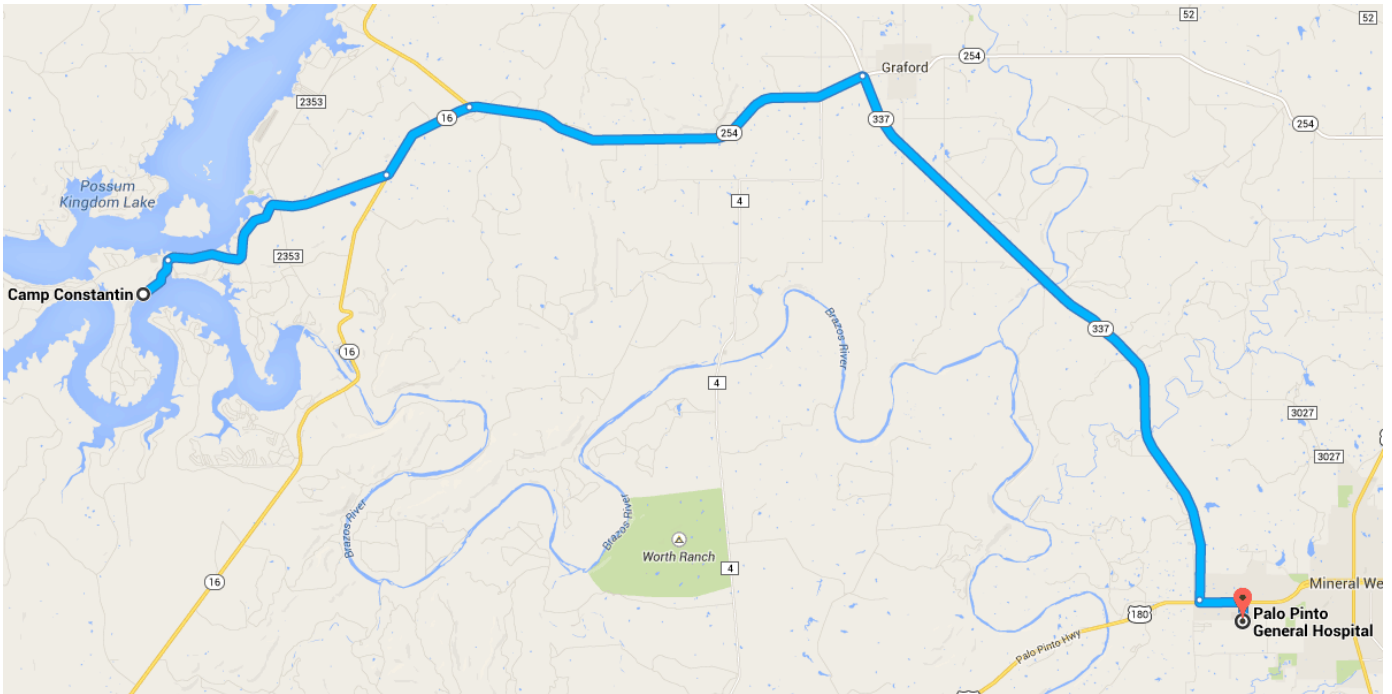 52
52
Graford
254
2353
16
254
254
337
Possum
Kingdom Lake
4
2353
Camp Constantin
Brazos River
337
16
4
3027
3027
Brazos River
Brazos River
Worth Ranch
4
16
Mineral We
180
Palo Pinto
General Hospital
Palo Pinto Hwy